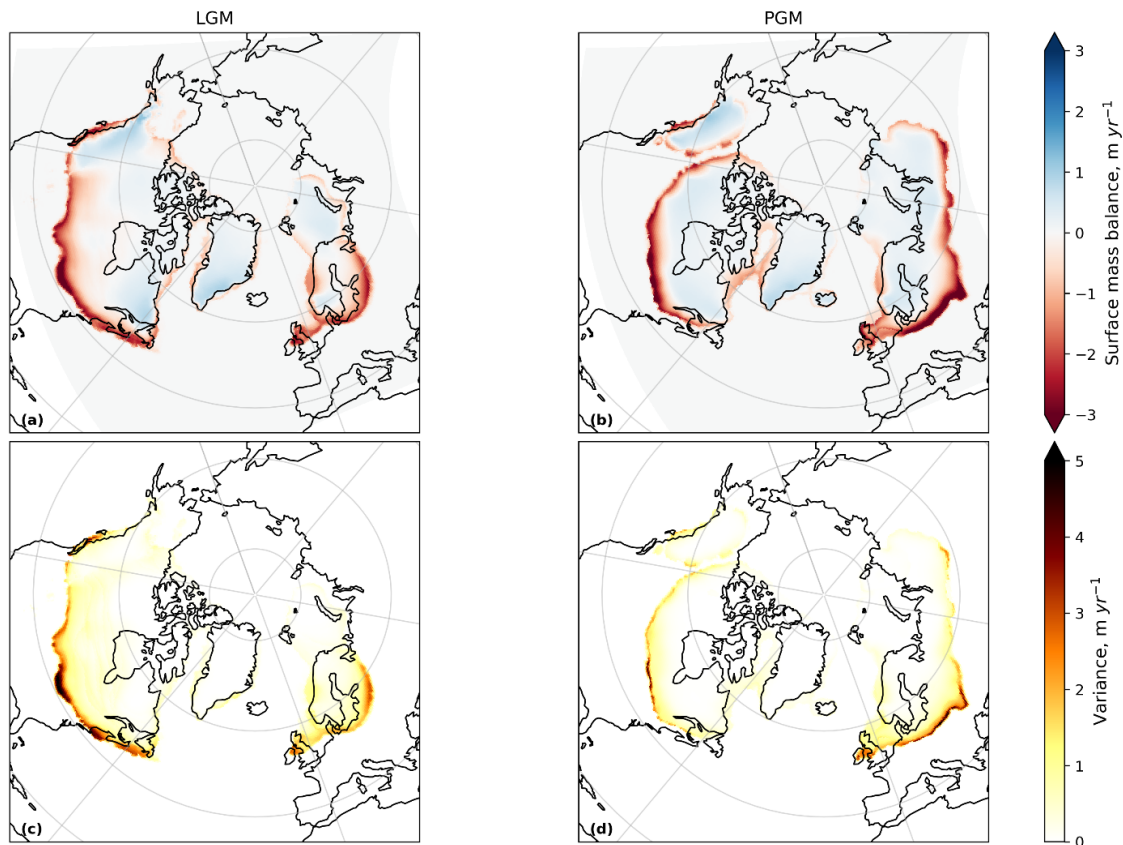 LGM
PGM
(a)
(b)
3
2
1
0
−1
−2
−3
Surface mass balance, m yr⁻¹
(c)
(d)
5
4
3
2
1
0
Variance, m yr⁻¹